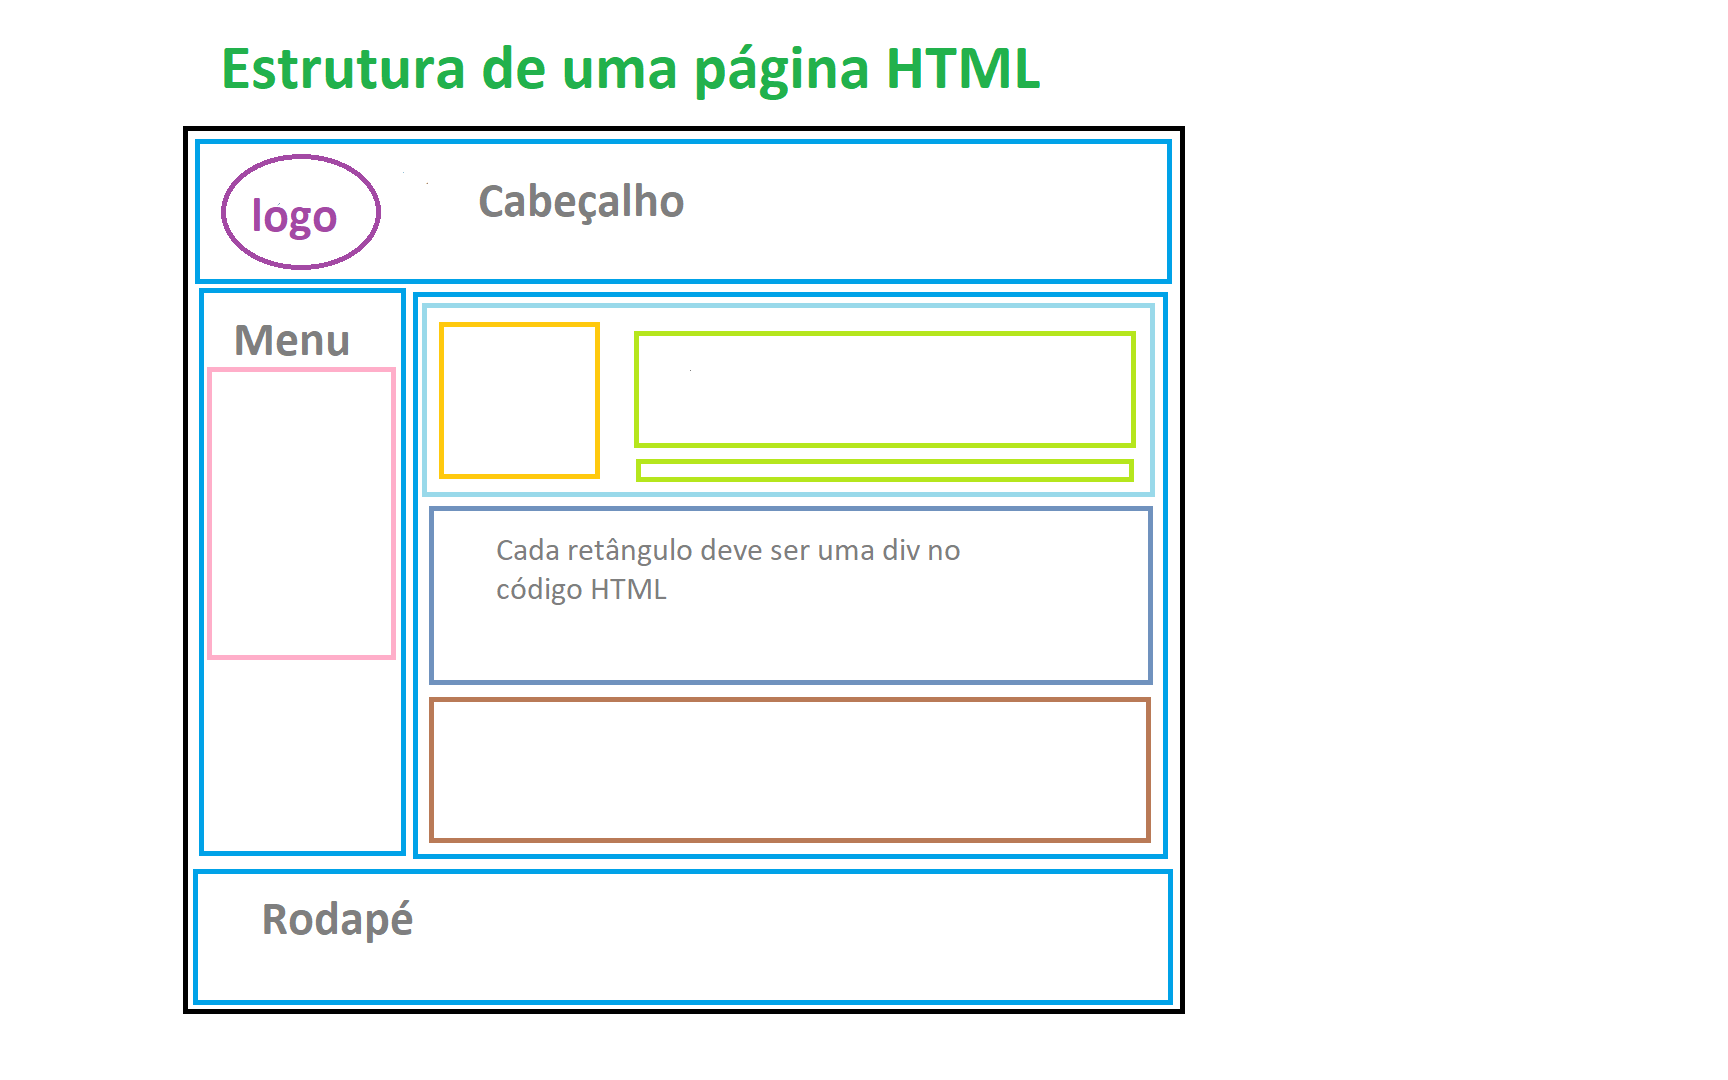 Estrutura de uma página HTML
logo
Cabeçalho
Menu
Cada retângulo deve ser uma div no
código HTML
Rodapé